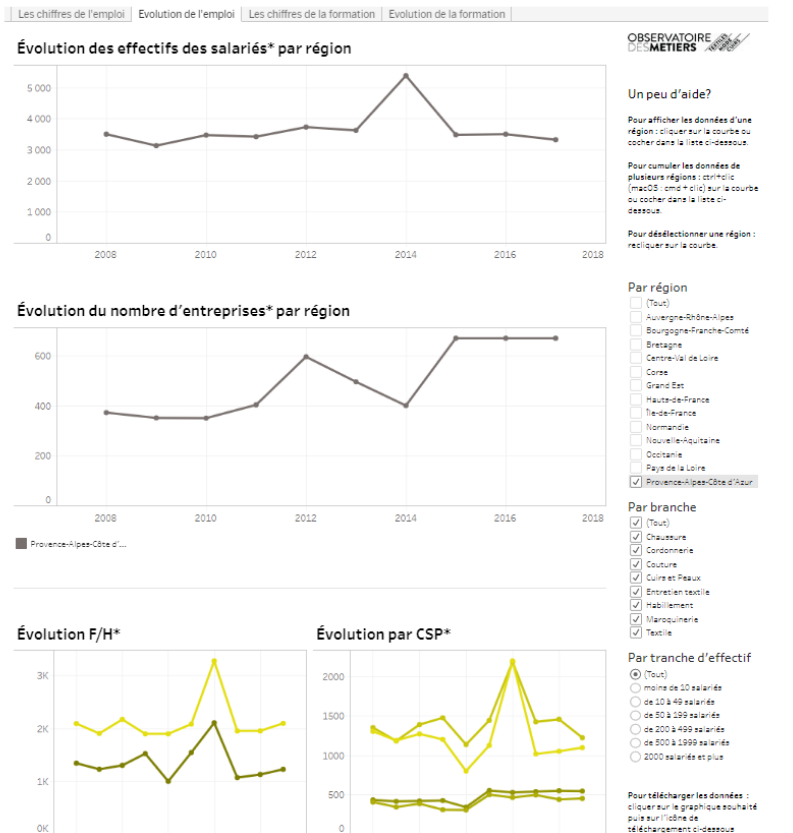 Les chiffres de l'emploi | Evolution de l'emploi | Les chiffres de la formation | Evolution de la formation
Évolution des effectifs des salariés* par région
5 000
4 000
3 000
2 000
1 000
0
2008 2010 2012 2014 2016 2018
Évolution du nombre d'entreprises* par région
600
400
200
0
2008 2010 2012 2014 2016 2018
Provence-Alpes-Côte d'...
Évolution F/H*
3K
2K
1K
0K
Évolution par CSP*
2000
1500
1000
500
0
OBSERVATOIRE
DESMETIERS
Un peu d'aide?
Pour afficher les données d'une
région : cliquer sur la courbe ou
cocher dans la liste ci-dessous.
Pour cumuler les données de
plusieurs régions : ctrl+clic
(macOS : cmd + clic) sur la courbe
ou cocher dans la liste ci-
dessous.
Pour désélectionner une région :
recliquer sur la courbe.
Par région
(Tout)
Auvergne-Rhône-Alpes
Bourgogne-Franche-Comté
Bretagne
Centre-Val de Loire
Corse
Grand Est
Hauts-de-France
Île-de-France
Normandie
Nouvelle-Aquitaine
Occitanie
Pays de la Loire
Provence-Alpes-Côte d'Azur
Par branche
(Tout)
Chaussure
Cordonnerie
Couture
Cuirs et Peaux
Entretien textile
Habillement
Maroquinerie
Textile
Par tranche d'effectif
(Tout)
moins de 10 salariés
de 10 à 49 salariés
de 50 à 199 salariés
de 200 à 499 salariés
de 500 à 1999 salariés
2000 salariés et plus
Pour télécharger les données :
cliquer sur le graphique souhaité
puis sur l'icône de
téléchargement ci-dessous